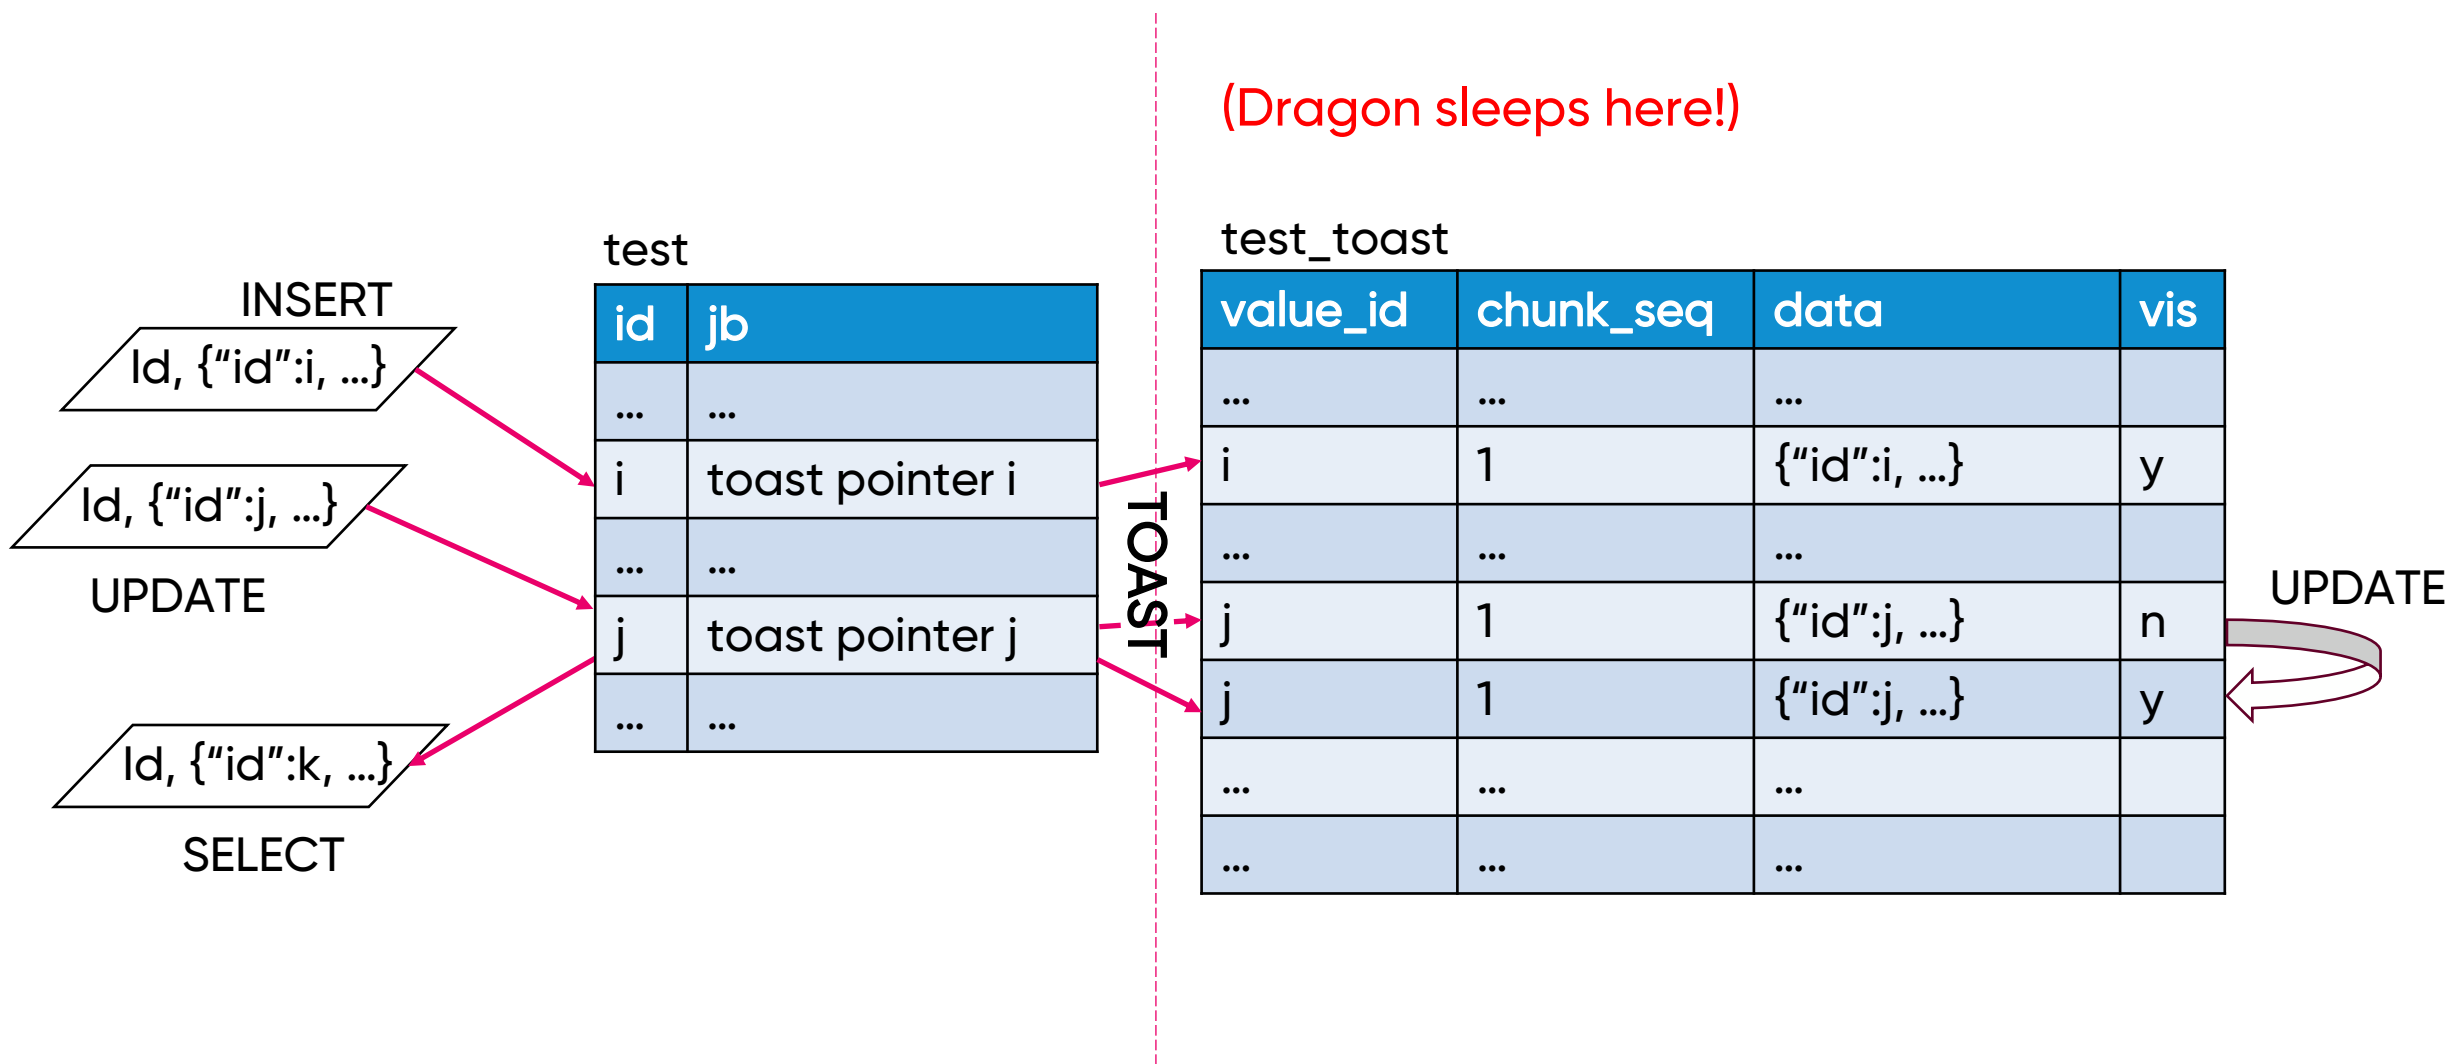 (Dragon sleeps here!)
INSERT
Id, {“id”:i, ...}
Id, {“id”:j, ...}
UPDATE
Id, {“id”:k, ...}
SELECT
test
id jb
... ...
i toast pointer i
... ...
j toast pointer j
... ...
TOAST
test_toast
value_id chunk_seq data vis
... ... ...
i 1 {“id”:i, ...} y
... ... ...
j 1 {“id”:j, ...} n
j 1 {“id”:j, ...} y
... ... ...
... ... ...
UPDATE